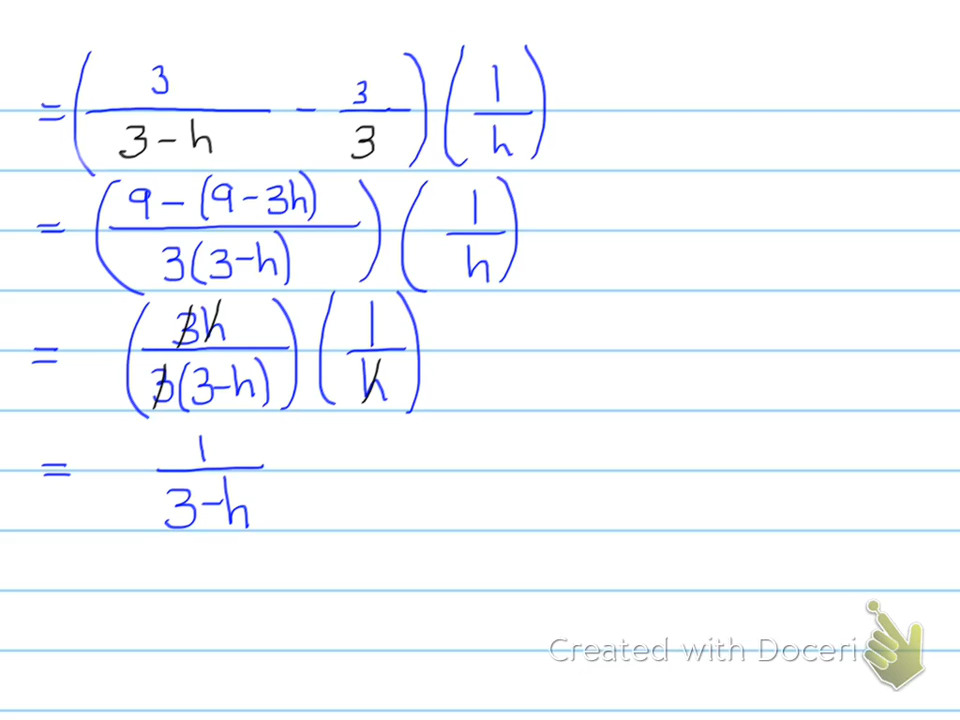 = (3/(3-h) - 3/3)(1/h)
= ((9-(9-3h))/(3(3-h)))(1/h)
= (3h/(3(3-h)))(1/h)
= 1/(3-h)
Created with Doceri